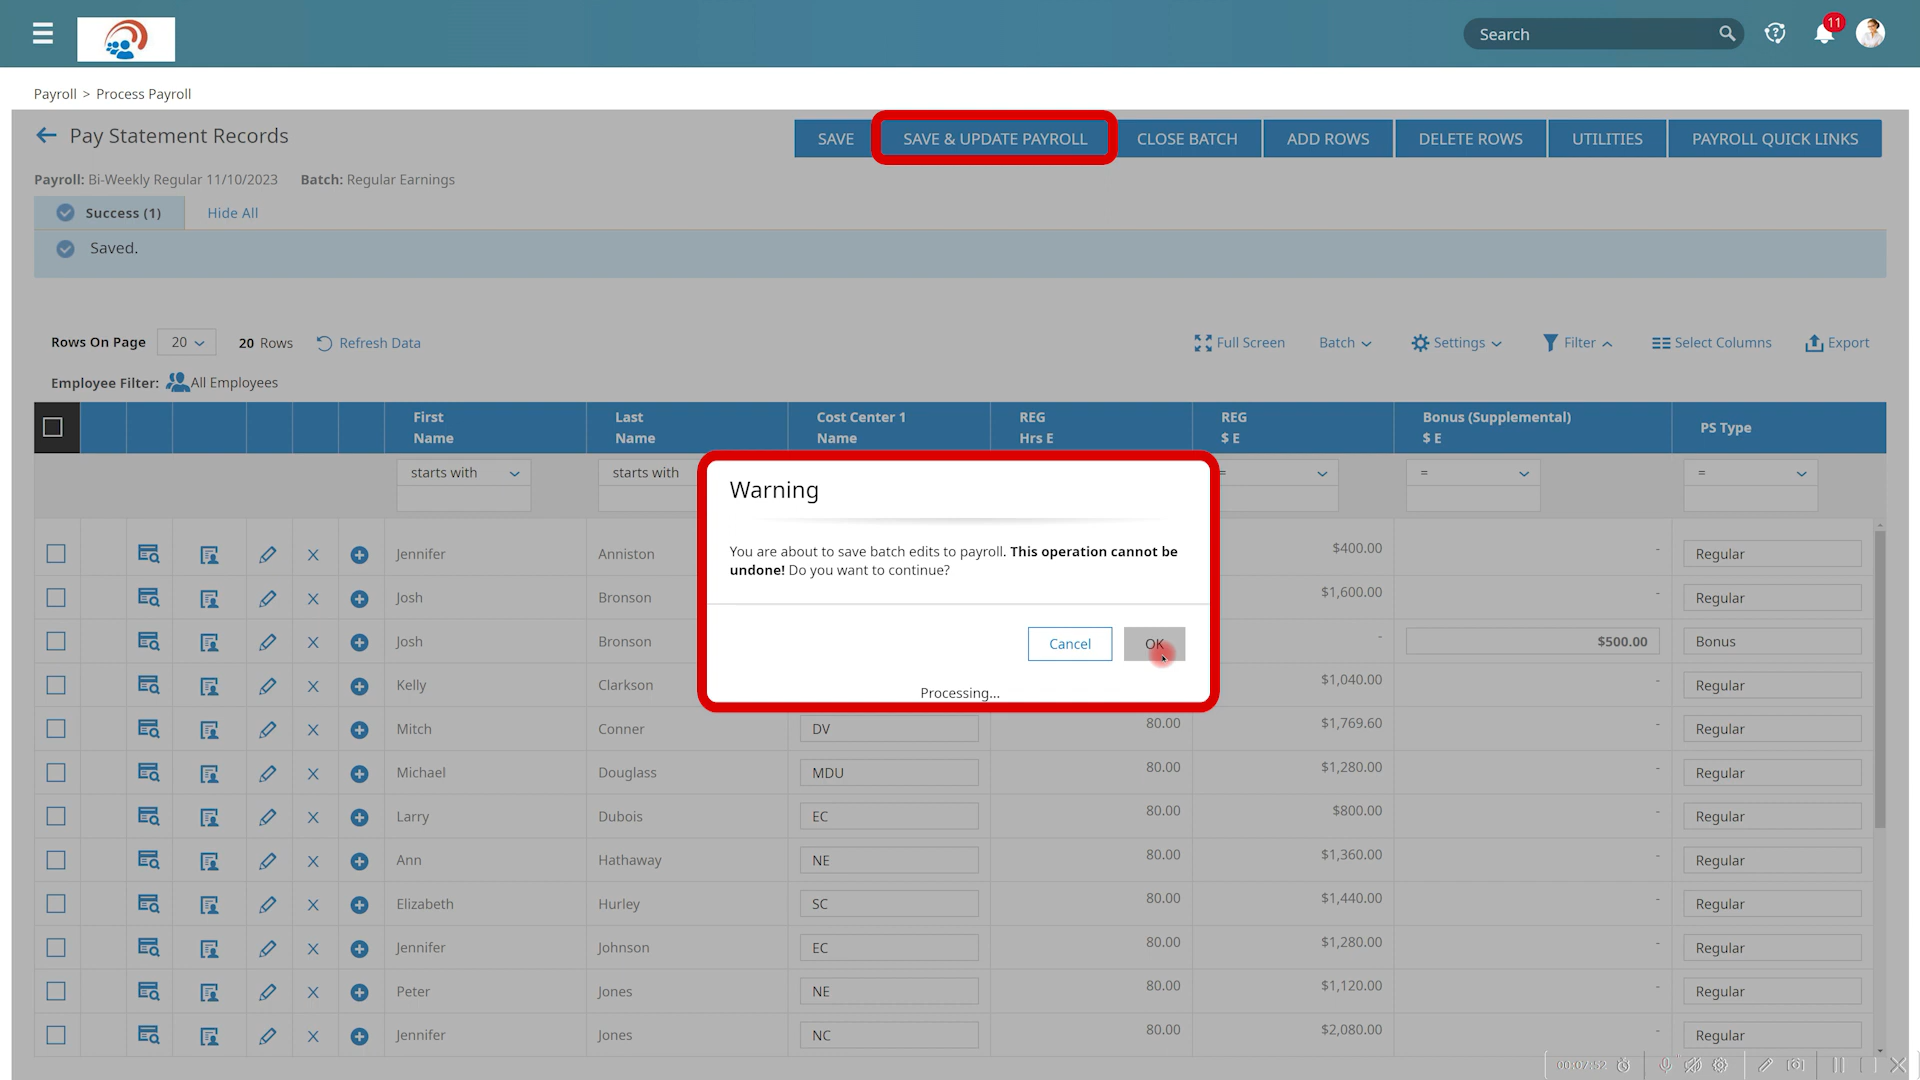 Search
11
Payroll > Process Payroll
Pay Statement Records
SAVE
SAVE & UPDATE PAYROLL
CLOSE BATCH
ADD ROWS
DELETE ROWS
UTILITIES
PAYROLL QUICK LINKS
Payroll: Bi-Weekly Regular 11/10/2023 Batch: Regular Earnings
Success (1) Hide All
Saved.
Rows On Page 20 20 Rows Refresh Data
Full Screen Batch Settings Filter Select Columns Export
Employee Filter: All Employees
First Name
Last Name
Cost Center 1 Name
REG Hrs E
REG $ E
Bonus (Supplemental) $ E
PS Type
starts with starts with = = =
Warning
You are about to save batch edits to payroll. This operation cannot be
undone! Do you want to continue?
Cancel OK
Processing...
Jennifer Anniston $400.00 - Regular
Josh Bronson $1,600.00 - Regular
Josh Bronson - $500.00 Bonus
Kelly Clarkson $1,040.00 - Regular
Mitch Conner DV 80.00 $1,769.60 - Regular
Michael Douglass MDU 80.00 $1,280.00 - Regular
Larry Dubois EC 80.00 $800.00 - Regular
Ann Hathaway NE 80.00 $1,360.00 - Regular
Elizabeth Hurley SC 80.00 $1,440.00 - Regular
Jennifer Johnson EC 80.00 $1,280.00 - Regular
Peter Jones NE 80.00 $1,120.00 - Regular
Jennifer Jones NC 80.00 $2,080.00 - Regular
00:07:52